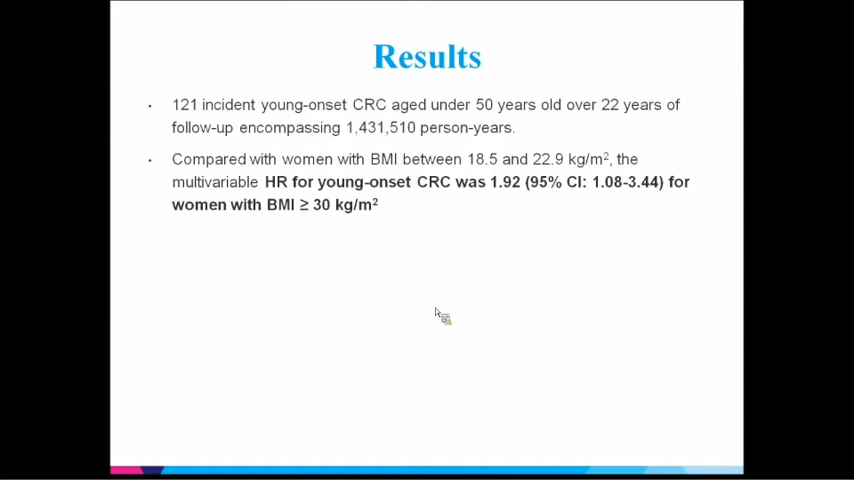 Results
• 121 incident young-onset CRC aged under 50 years old over 22 years of
follow-up encompassing 1,431,510 person-years.
• Compared with women with BMI between 18.5 and 22.9 kg/m², the
multivariable HR for young-onset CRC was 1.92 (95% CI: 1.08-3.44) for
women with BMI ≥ 30 kg/m²